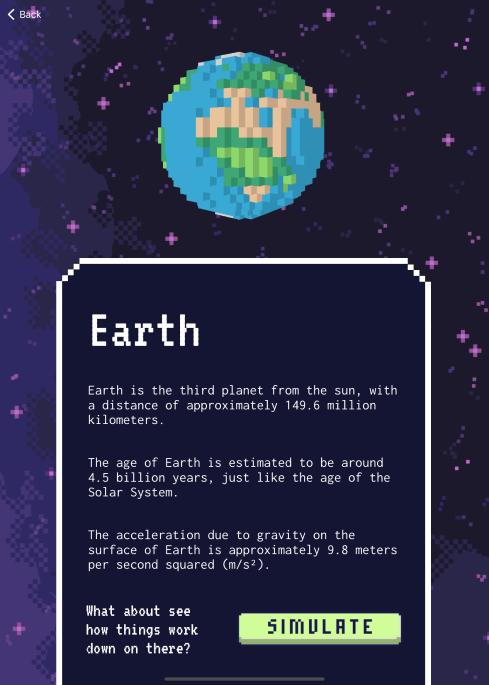 Back
Earth
Earth is the third planet from the sun, with
a distance of approximately 149.6 million
kilometers.
The age of Earth is estimated to be around
4.5 billion years, just like the age of the
Solar System.
The acceleration due to gravity on the
surface of Earth is approximately 9.8 meters
per second squared (m/s²).
What about see
how things work
down on there?
SIMULATE